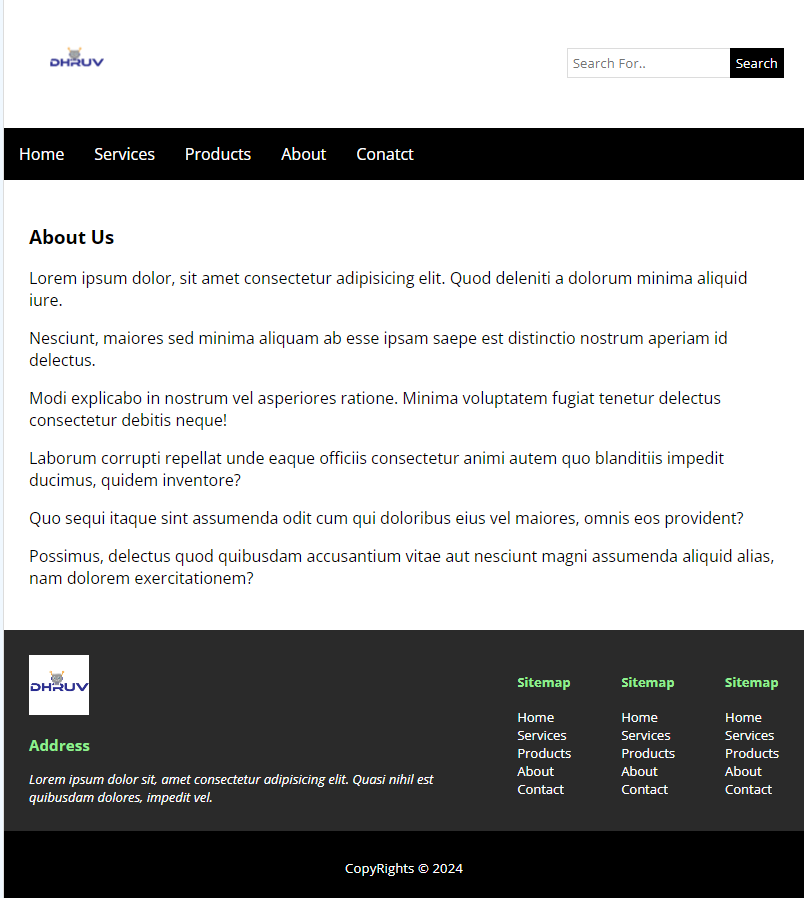 DHRUV
Search For..
Search
Home
Services
Products
About
Conatct
About Us
Lorem ipsum dolor, sit amet consectetur adipisicing elit. Quod deleniti a dolorum minima aliquid
iure.
Nesciunt, maiores sed minima aliquam ab esse ipsam saepe est distinctio nostrum aperiam id
delectus.
Modi explicabo in nostrum vel asperiores ratione. Minima voluptatem fugiat tenetur delectus
consectetur debitis neque!
Laborum corrupti repellat unde eaque officiis consectetur animi autem quo blanditiis impedit
ducimus, quidem inventore?
Quo sequi itaque sint assumenda odit cum qui doloribus eius vel maiores, omnis eos provident?
Possimus, delectus quod quibusdam accusantium vitae aut nesciunt magni assumenda aliquid alias,
nam dolorem exercitationem?
DHRUV
Address
Lorem ipsum dolor sit, amet consectetur adipisicing elit. Quasi nihil est
quibusdam dolores, impedit vel.
Sitemap
Home
Services
Products
About
Contact
Sitemap
Home
Services
Products
About
Contact
Sitemap
Home
Services
Products
About
Contact
CopyRights © 2024